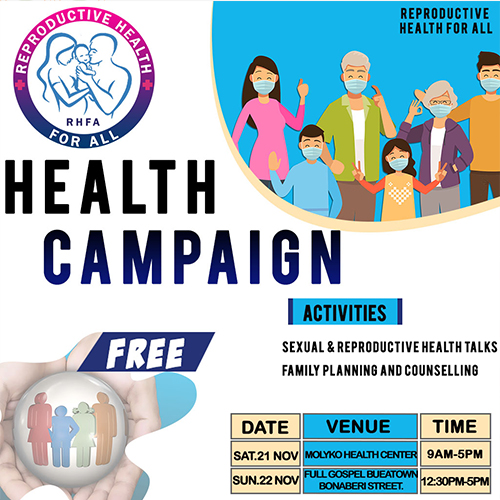 REPRODUCTIVE HEALTH
RHFA
FOR ALL
REPRODUCTIVE
HEALTH FOR ALL
HEALTH
CAMPAIGN
ACTIVITIES
SEXUAL & REPRODUCTIVE HEALTH TALKS
FAMILY PLANNING AND COUNSELLING
FREE
DATE VENUE TIME
SAT.21 NOV MOLYKO HEALTH CENTER 9AM-5PM
SUN.22 NOV FULL GOSPEL BUEATOWN 12:30PM-5PM
BONABERI STREET.